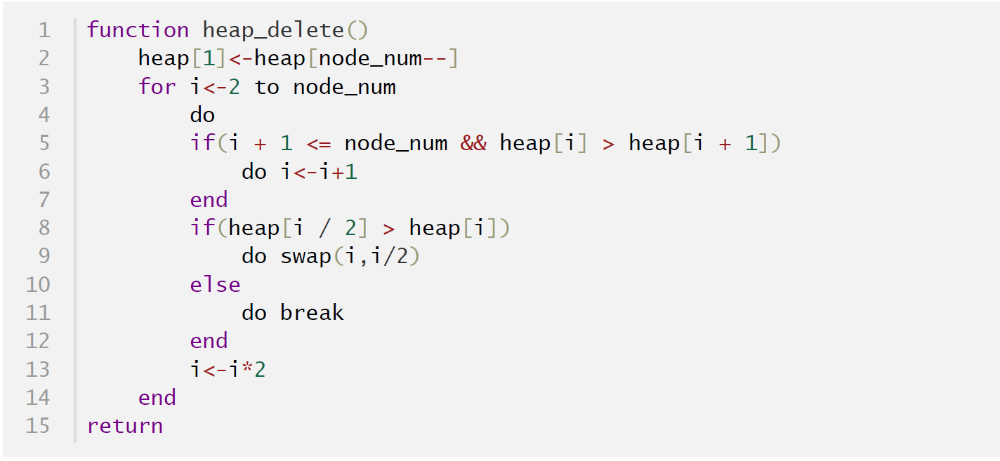 1 function heap_delete()
2     heap[1]<-heap[node_num--]
3     for i<-2 to node_num
4         do
5         if(i + 1 <= node_num && heap[i] > heap[i + 1])
6             do i<-i+1
7         end
8         if(heap[i / 2] > heap[i])
9             do swap(i,i/2)
10         else
11             do break
12         end
13         i<-i*2
14     end
15 return